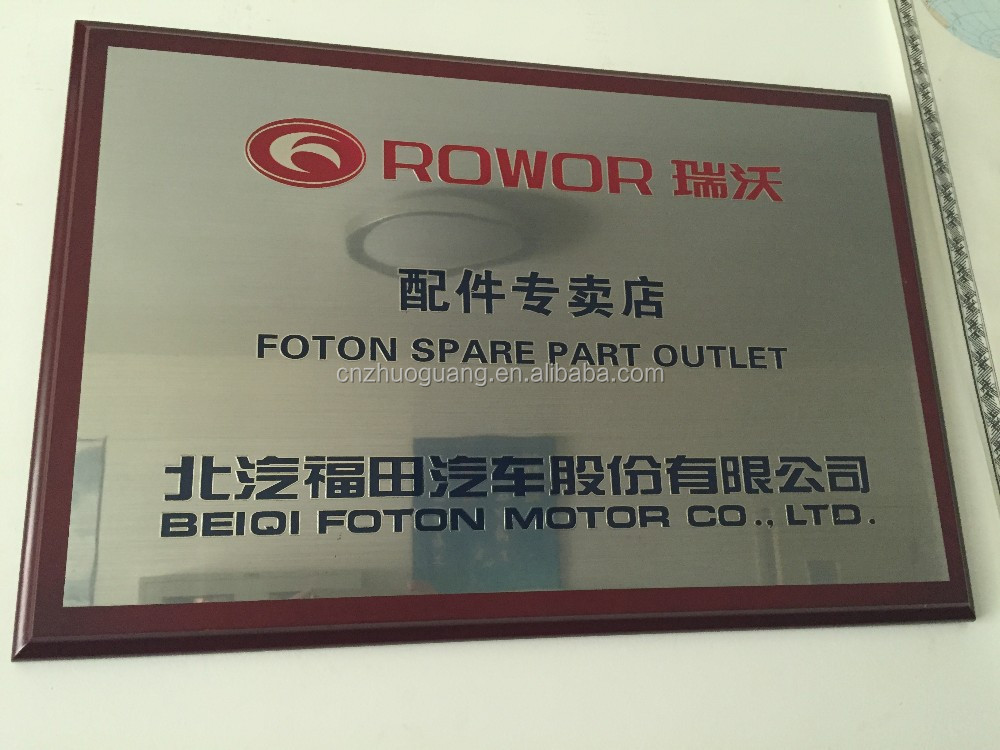 ROWOR 瑞沃
配件专卖店
FOTON SPARE PART OUTLET
cnzhuoguang.en.alibaba.com
北汽福田汽车股份有限公司
BEIQI FOTON MOTOR CO., LTD.